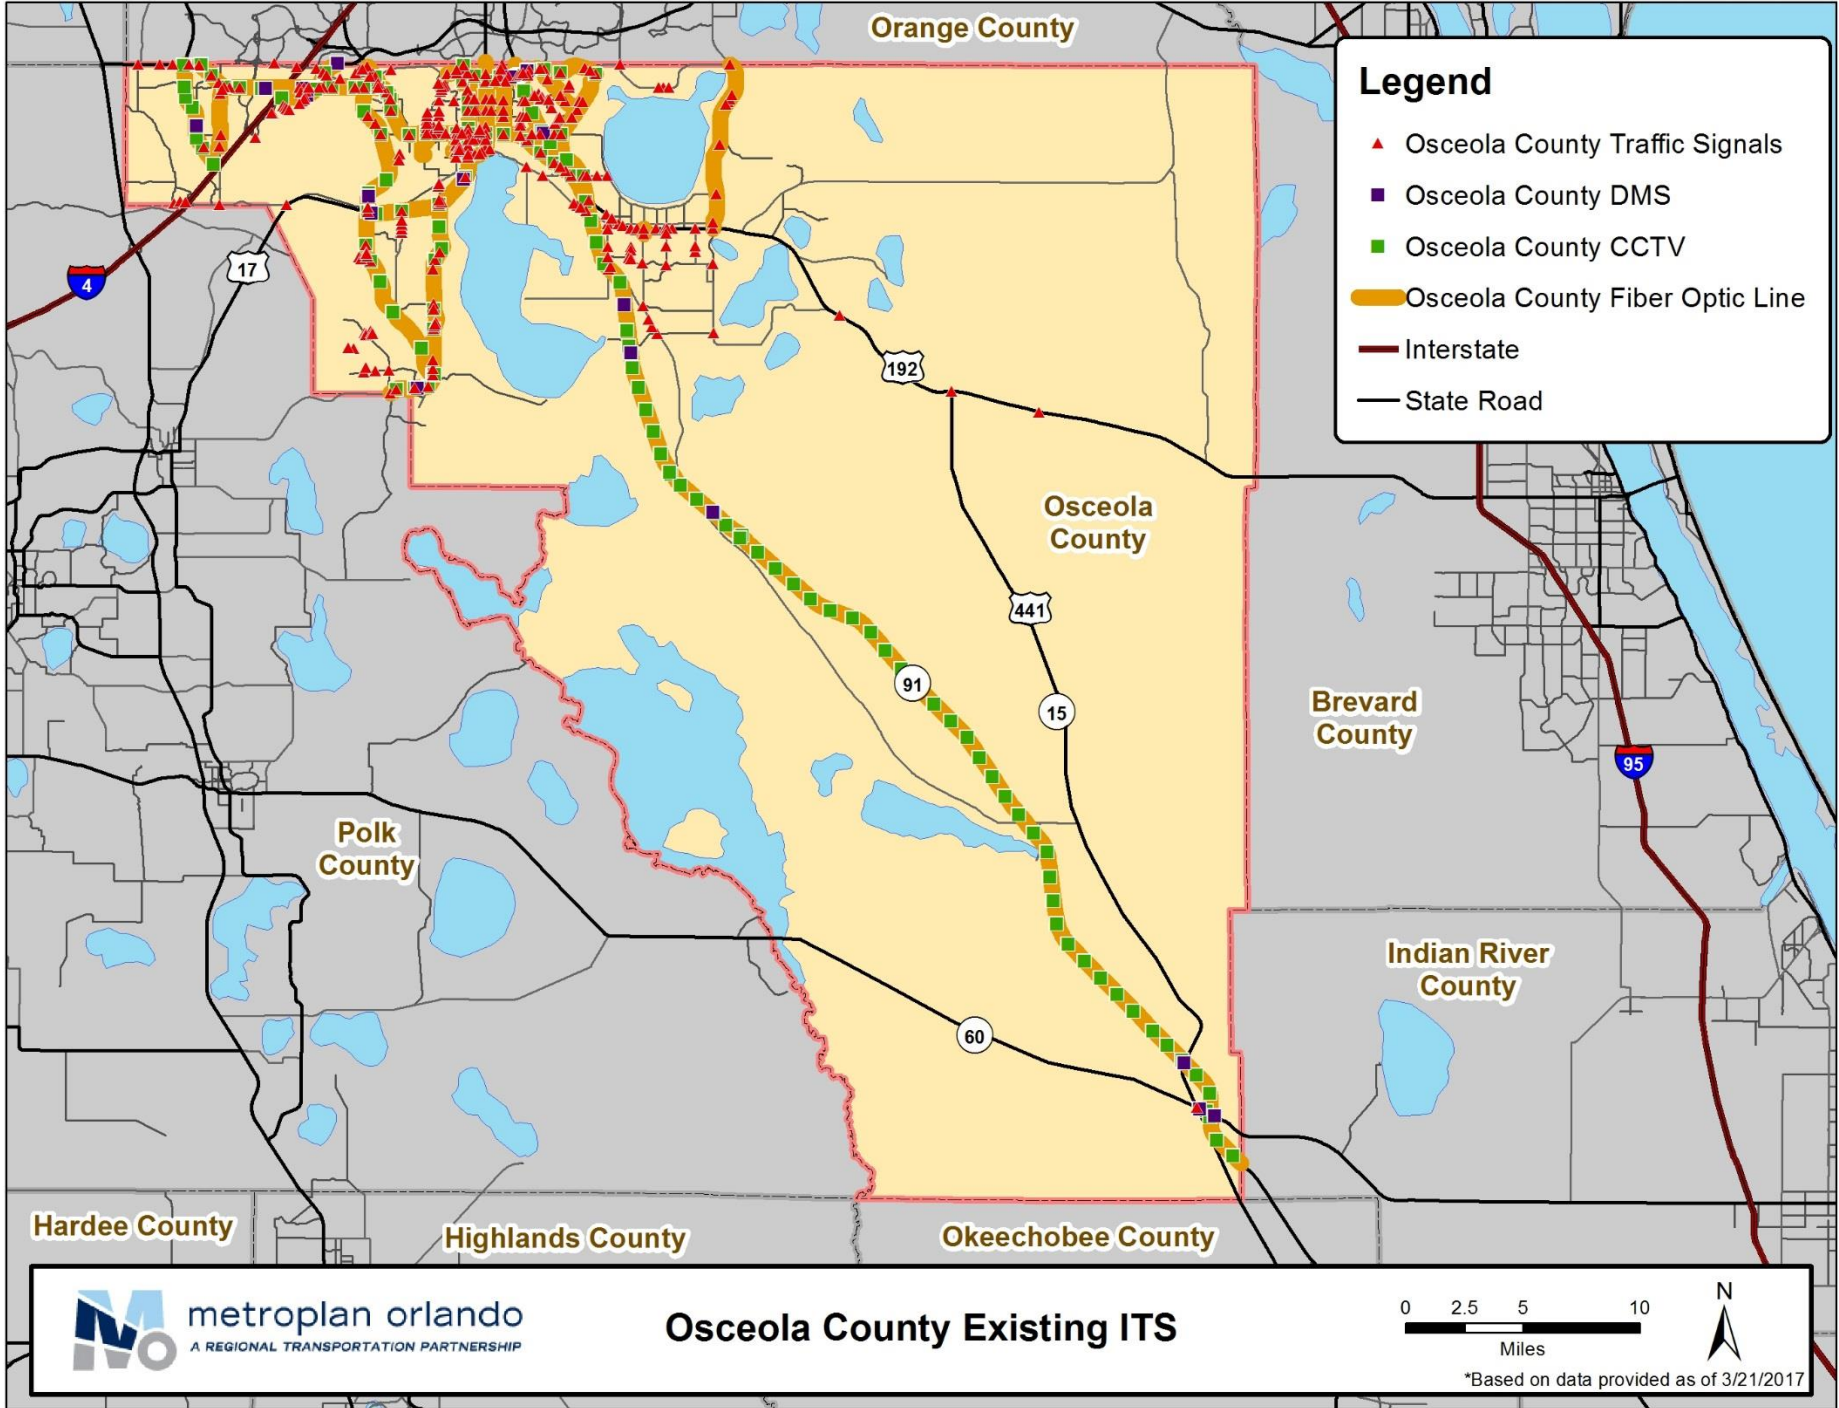 Orange County
Legend
Osceola County Traffic Signals
Osceola County DMS
Osceola County CCTV
Osceola County Fiber Optic Line
Interstate
State Road
17
4
192
Osceola
County
441
91
15
Brevard
County
95
Polk
County
Indian River
County
60
Hardee County
Highlands County
Okeechobee County
metroplan orlando
A REGIONAL TRANSPORTATION PARTNERSHIP
Osceola County Existing ITS
0 2.5 5 10
Miles
N
*Based on data provided as of 3/21/2017